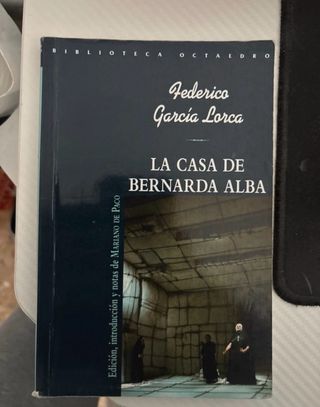 BIBLIOTECA OCTAEDRO
Federico
García Lorca
LA CASA DE
BERNARDA ALBA
Edición, introducción y notas de MARIANO DE PACO